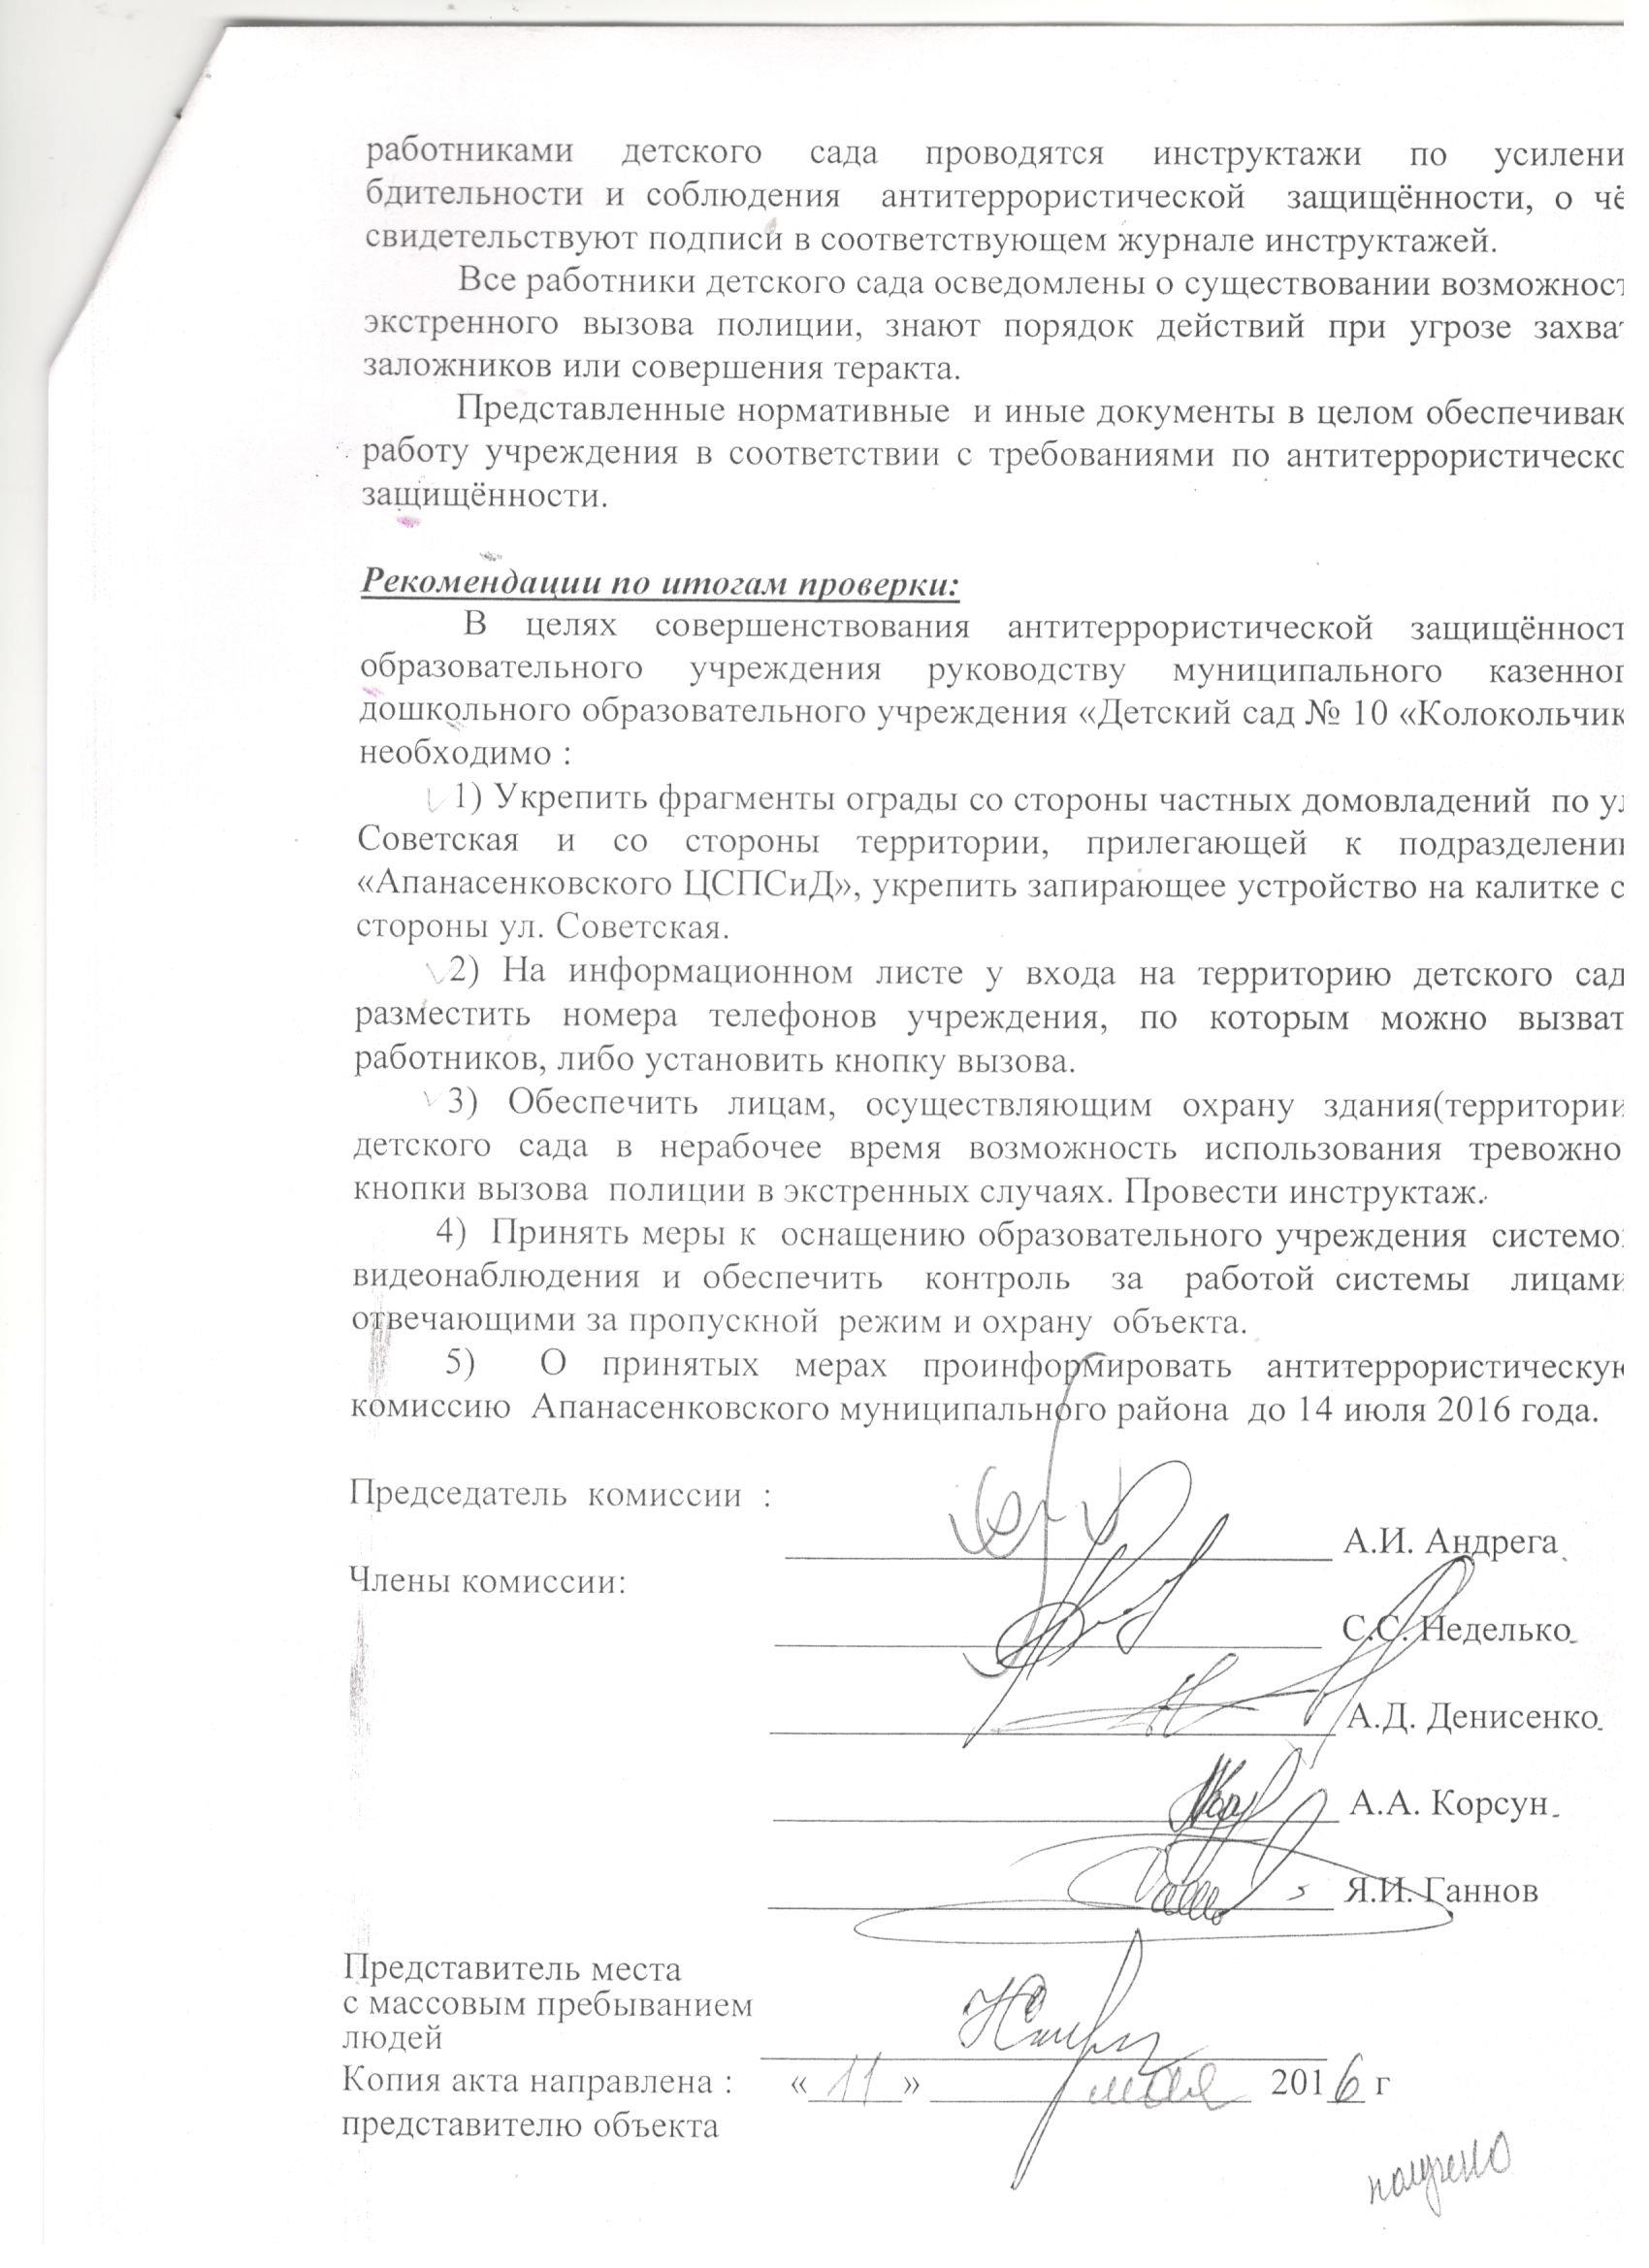 работниками детского сада проводятся инструктажи по усилени
бдительности и соблюдения антитеррористической защищённости, о чё
свидетельствуют подписи в соответствующем журнале инструктажей.
Все работники детского сада осведомлены о существовании возможност
экстренного вызова полиции, знают порядок действий при угрозе захват
заложников или совершения теракта.
Представленные нормативные и иные документы в целом обеспечиваю
работу учреждения в соответствии с требованиями по антитеррористическо
защищённости.
Рекомендации по итогам проверки:
В целях совершенствования антитеррористической защищённост
образовательного учреждения руководству муниципального казенног
дошкольного образовательного учреждения «Детский сад № 10 «Колокольчик
необходимо :
1) Укрепить фрагменты ограды со стороны частных домовладений по ул
Советская и со стороны территории, прилегающей к подразделени
«Апанасенковского ЦСПСиД», укрепить запирающее устройство на калитке с
стороны ул. Советская.
2) На информационном листе у входа на территорию детского сад
разместить номера телефонов учреждения, по которым можно вызват
работников, либо установить кнопку вызова.
3) Обеспечить лицам, осуществляющим охрану здания(территории
детского сада в нерабочее время возможность использования тревожно
кнопки вызова полиции в экстренных случаях. Провести инструктаж.
4) Принять меры к оснащению образовательного учреждения системо
видеонаблюдения и обеспечить контроль за работой системы лицами
отвечающими за пропускной режим и охрану объекта.
5) О принятых мерах проинформировать антитеррористическую
комиссию Апанасенковского муниципального района до 14 июля 2016 года.
Председатель комиссии :
А.И. Андрега
Члены комиссии:
С.С. Неделько
А.Д. Денисенко
А.А. Корсун
Я.И. Ганнов
Представитель места
с массовым пребыванием
людей
Копия акта направлена : « 11 » мая 2016 г
представителю объекта
получено